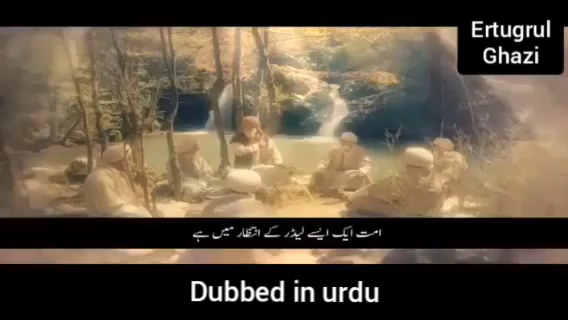 Ertugrul
Ghazi
امت ایک ایسے لیڈر کے انتظار میں ہے
Dubbed in urdu